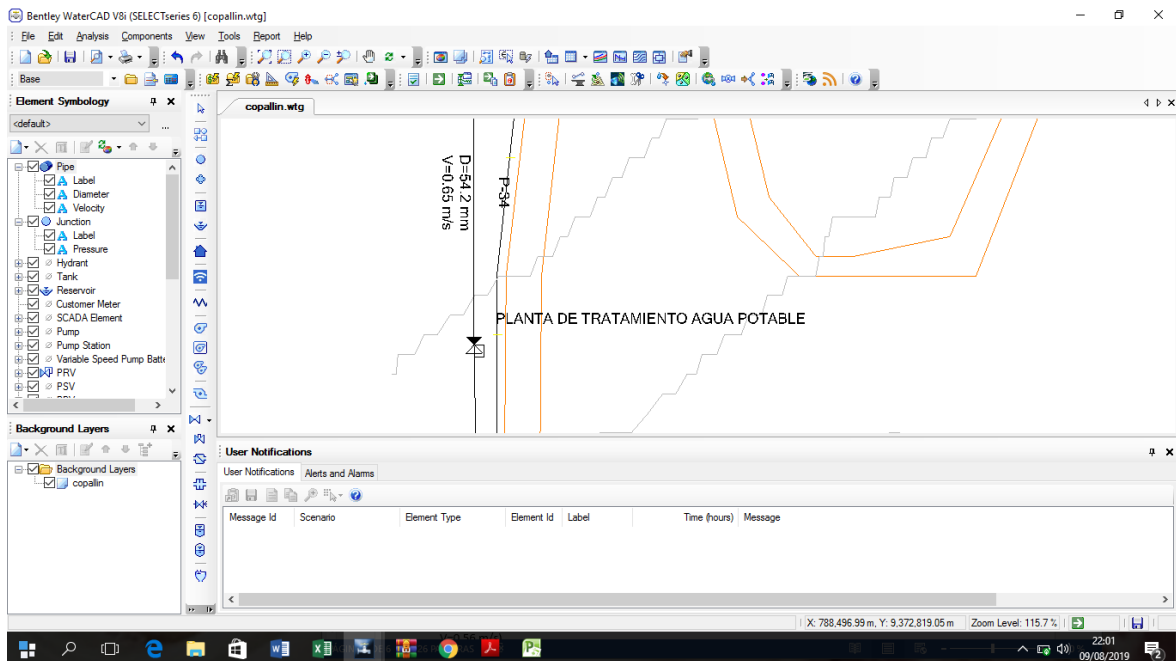 Bentley WaterCAD V8i (SELECTseries 6) [copallin.wtg]
File Edit Analysis Components View Tools Report Help
Base
Element Symbology
<default>
Pipe
Label
Diameter
Velocity
Junction
Label
Pressure
Hydrant
Tank
Reservoir
Customer Meter
SCADA Element
Pump
Pump Station
Variable Speed Pump Batte
PRV
PSV
Background Layers
Background Layers
copallin
copallin.wtg
D=54.2 mm
V=0.65 m/s
P-34
PLANTA DE TRATAMIENTO AGUA POTABLE
User Notifications
User Notifications Alerts and Alarms
Message Id Scenario Element Type Element Id Label Time (hours) Message
X: 788,496.99 m, Y: 9,372,819.05 m Zoom Level: 115.7 %
22:01
09/08/2019